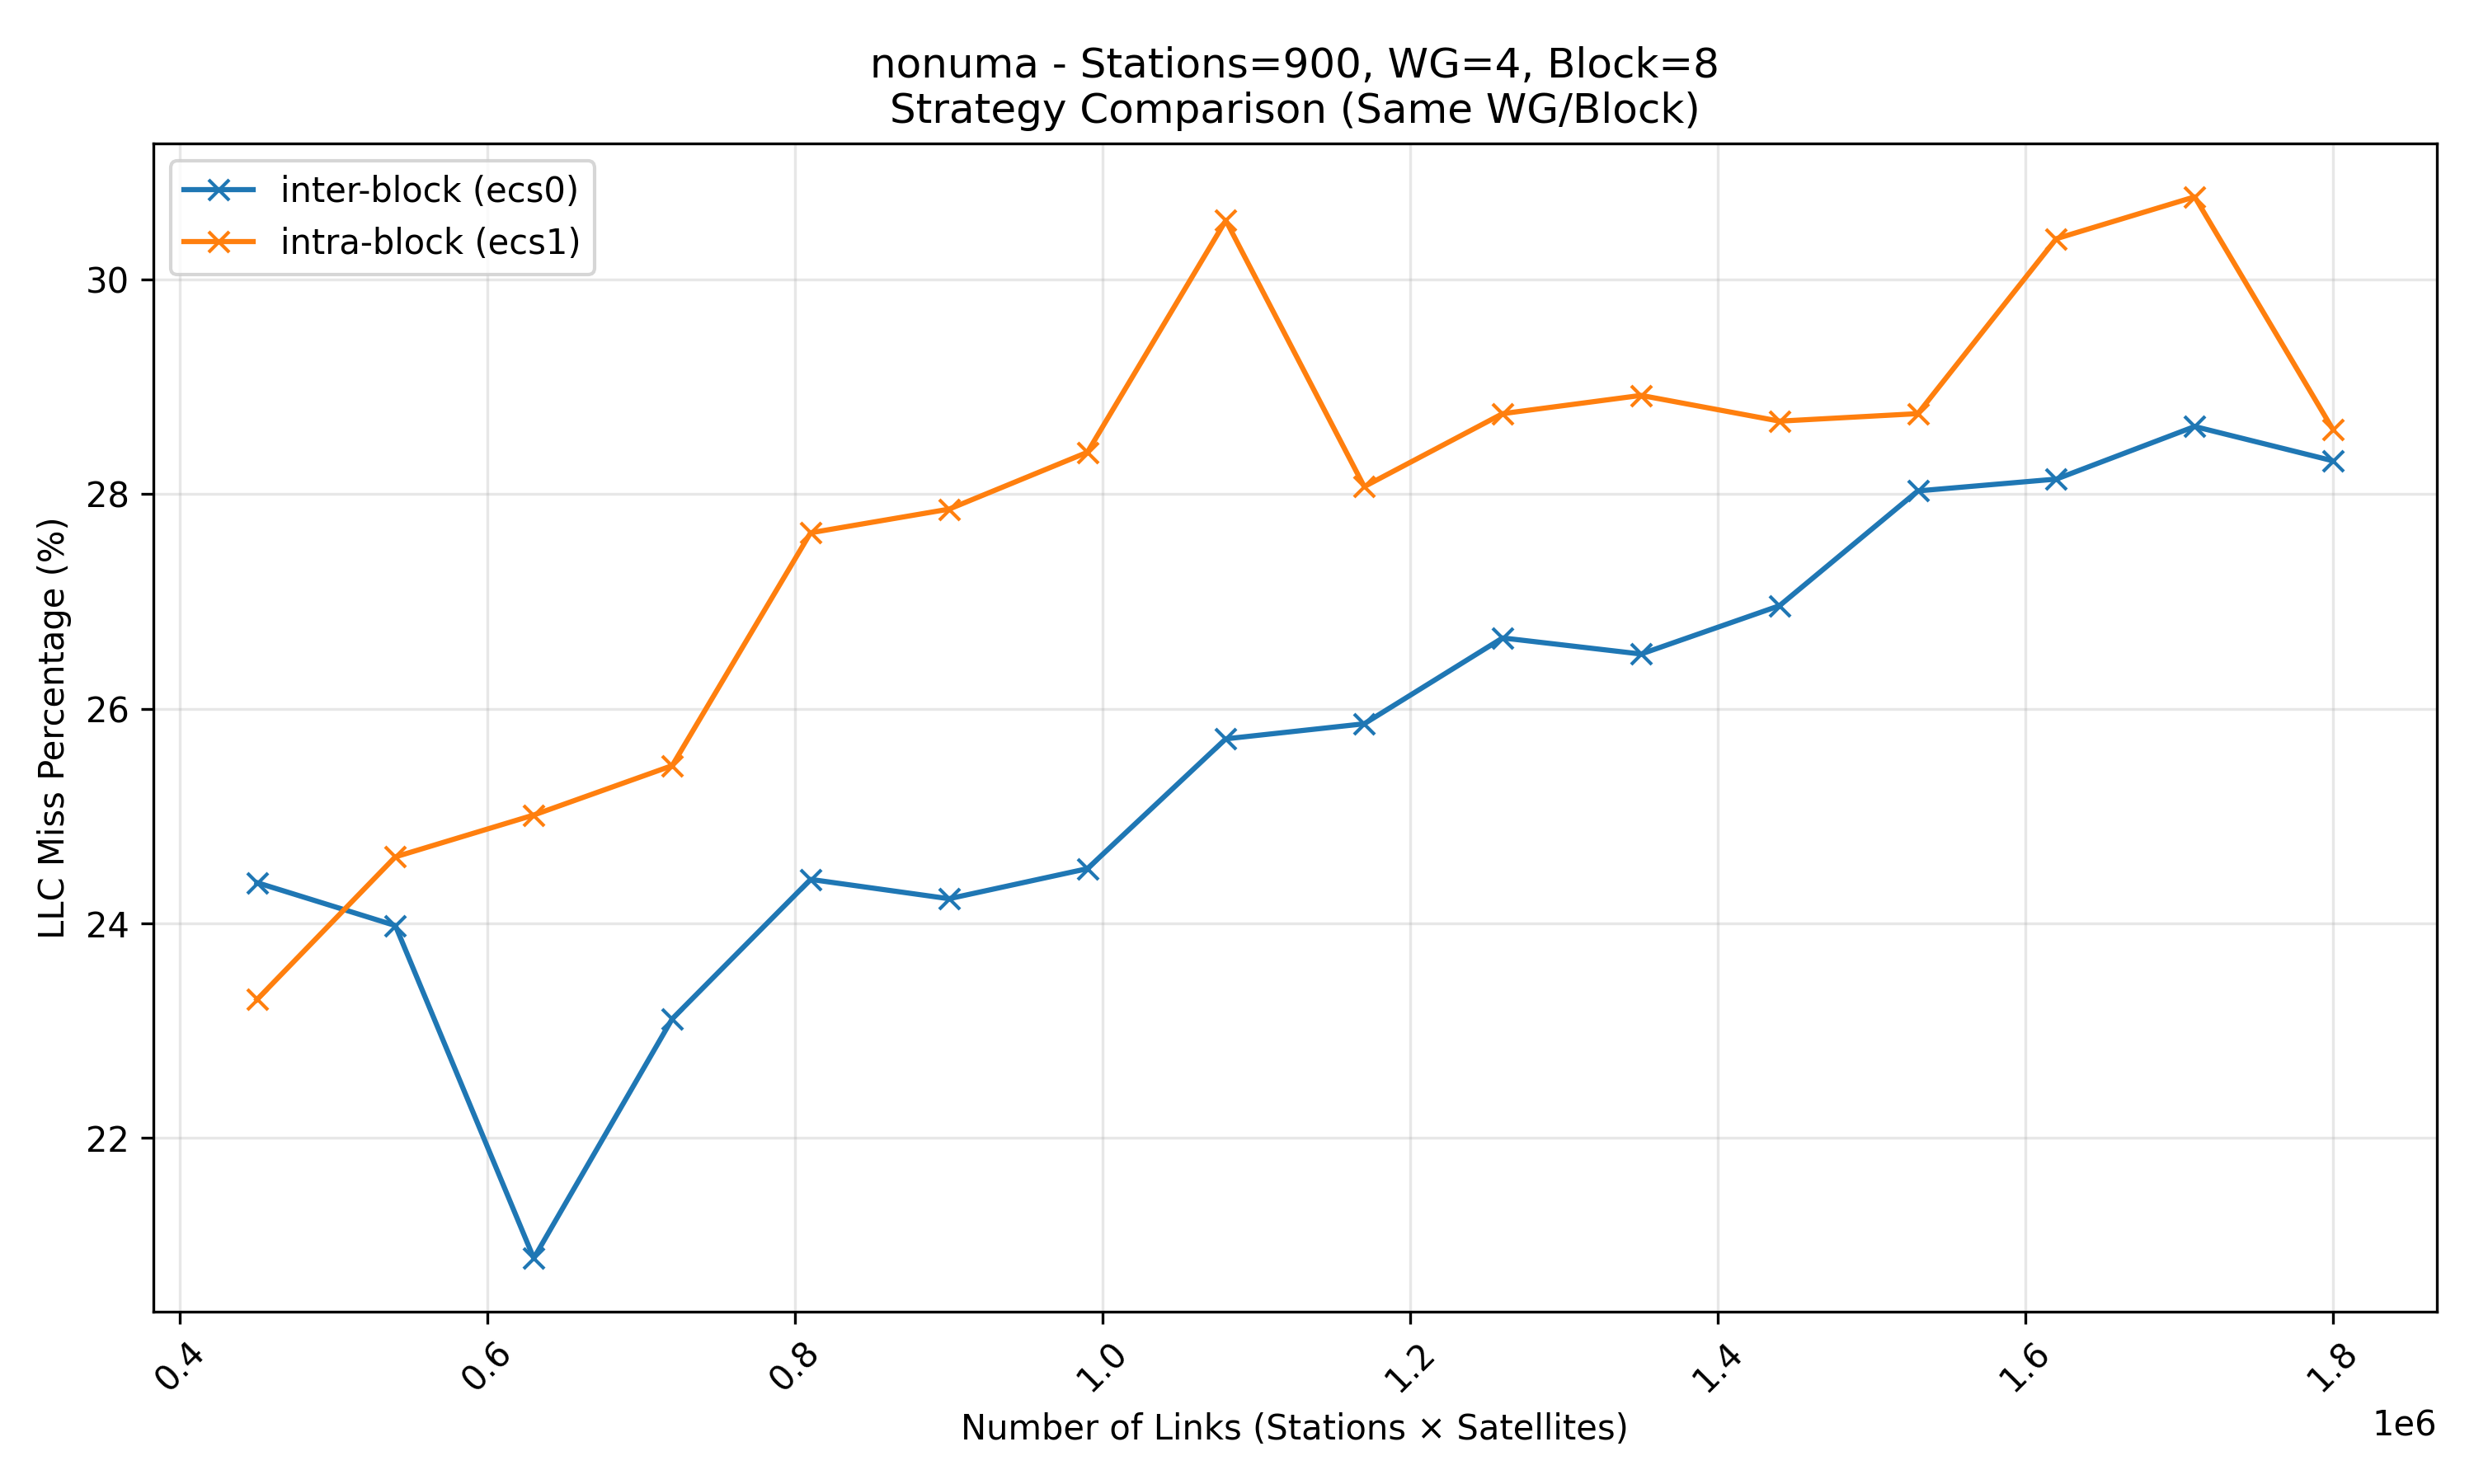 nonuma - Stations=900, WG=4, Block=8
Strategy Comparison (Same WG/Block)
inter-block (ecs0)
intra-block (ecs1)
LLC Miss Percentage (%)
30
28
26
24
22
0.4
0.6
0.8
1.0
1.2
1.4
1.6
1.8
1e6
Number of Links (Stations × Satellites)